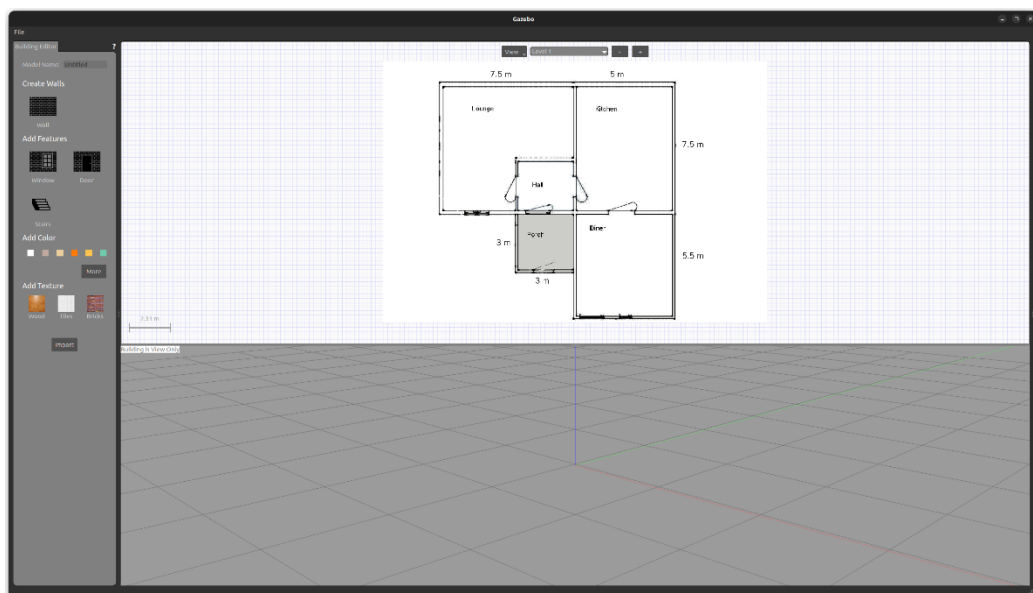 Gazebo
File
Building Editor
?
Model Name: Untitled
Create Walls
Wall
Add Features
Window
Door
Stairs
Add Color
More
Add Texture
Wood
Tiles
Bricks
Import
View
Level 1
-
+
7.5 m
5 m
Lounge
Kitchen
7.5 m
Hall
Porch
Diner
3 m
5.5 m
3 m
2.31 m
Building is View Only